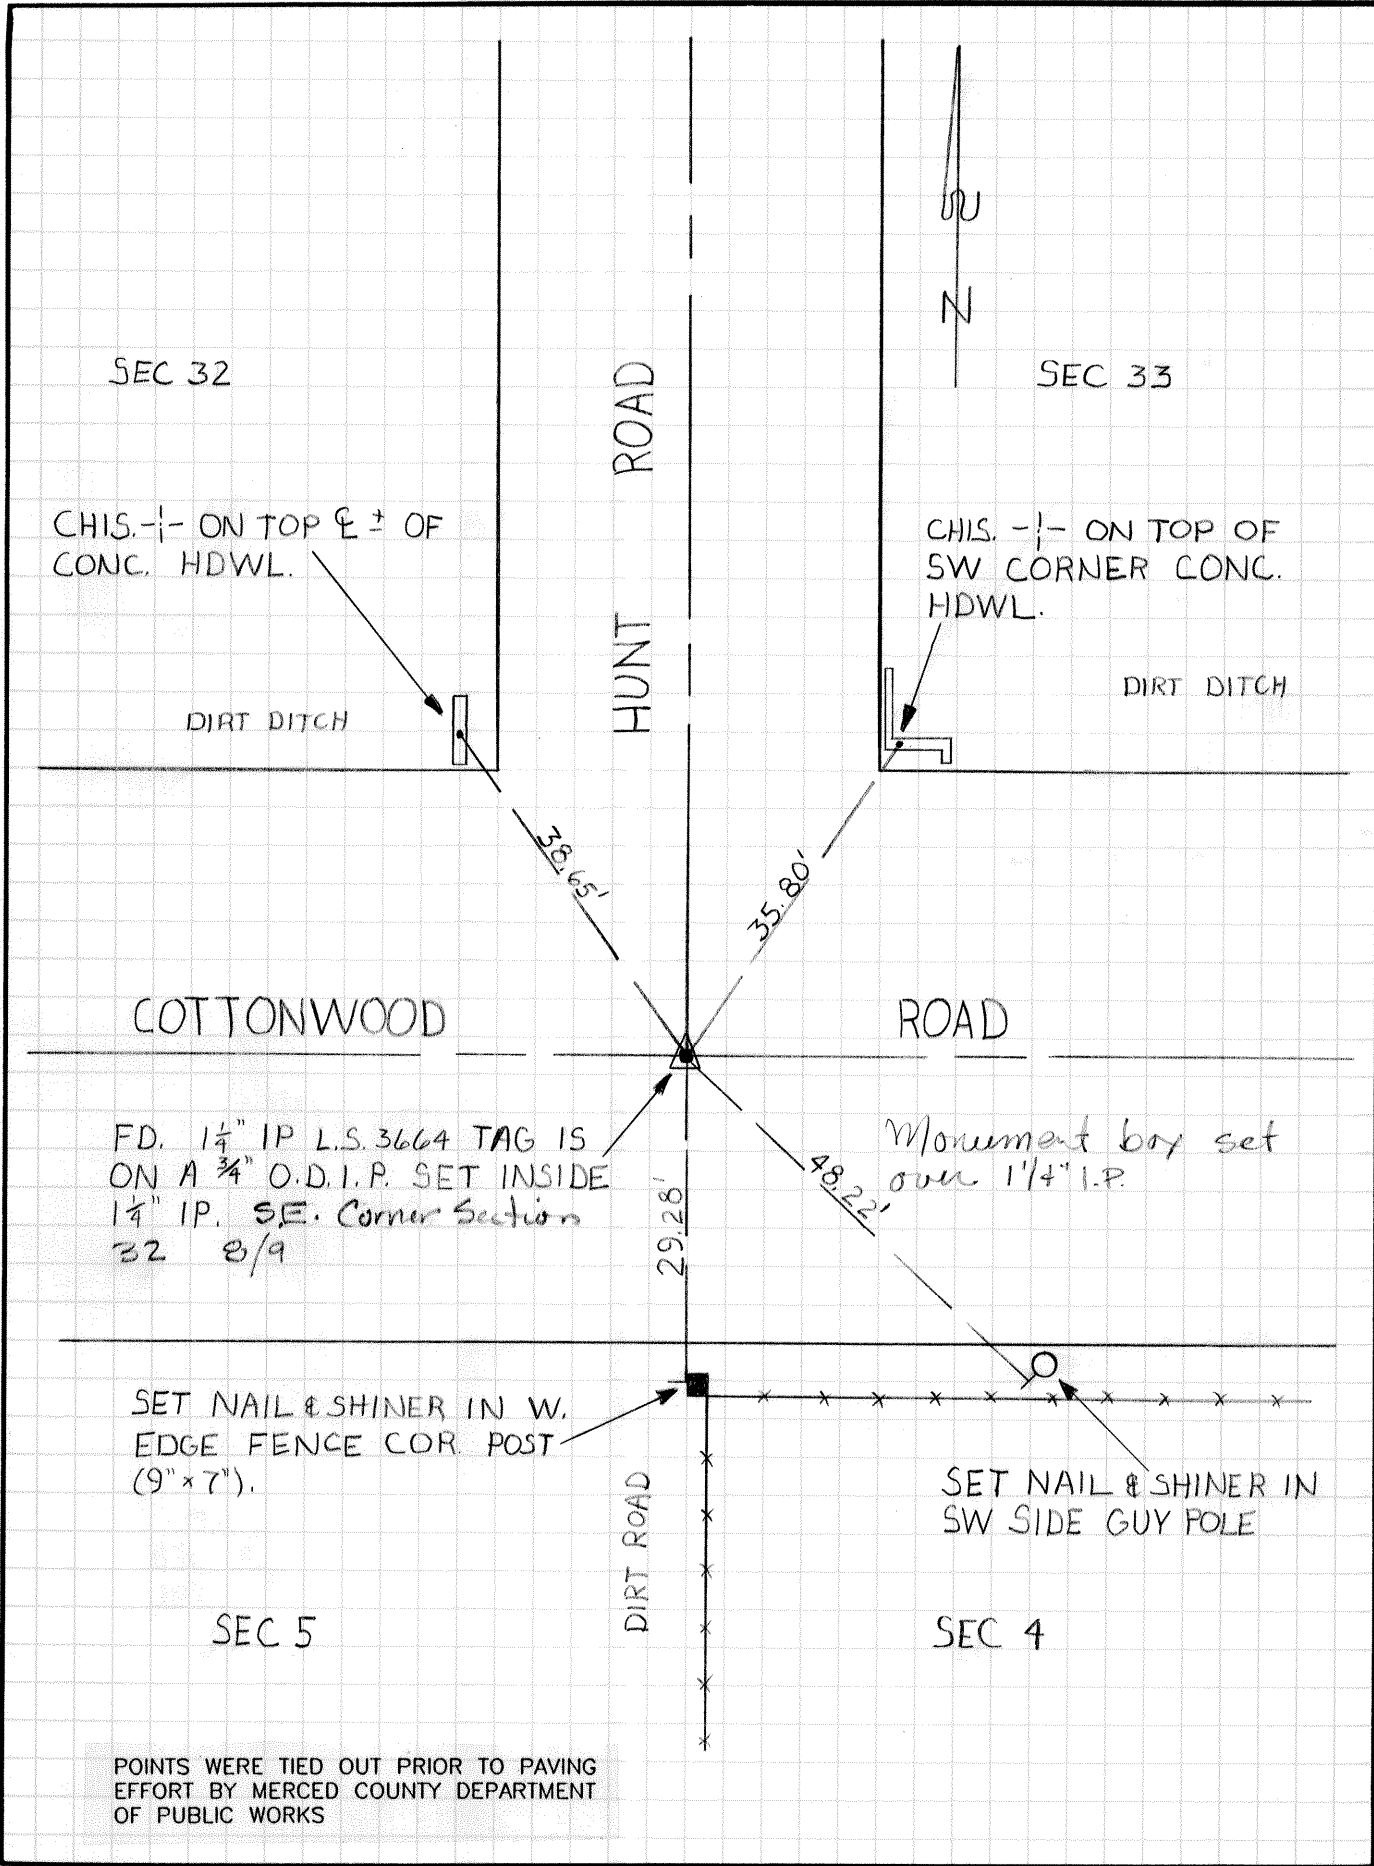 N
SEC 32
SEC 33
HUNT ROAD
CHIS. -¦- ON TOP ℄ ± OF
CONC. HDWL.
CHIS. -¦- ON TOP OF
SW CORNER CONC.
HDWL.
DIRT DITCH
DIRT DITCH
38.65'
35.80'
COTTONWOOD ROAD
FD. 1¼" IP L.S. 3664 TAG IS
ON A ¾" O.D.I.P. SET INSIDE
1¼" IP. S.E. Corner Section
32 8/9
Monument box set
over 1 1/4" I.P.
48.22'
29.28'
SET NAIL & SHINER IN W.
EDGE FENCE COR. POST
(9" x 7").
SET NAIL & SHINER IN
SW SIDE GUY POLE
DIRT ROAD
SEC 5
SEC 4
POINTS WERE TIED OUT PRIOR TO PAVING
EFFORT BY MERCED COUNTY DEPARTMENT
OF PUBLIC WORKS